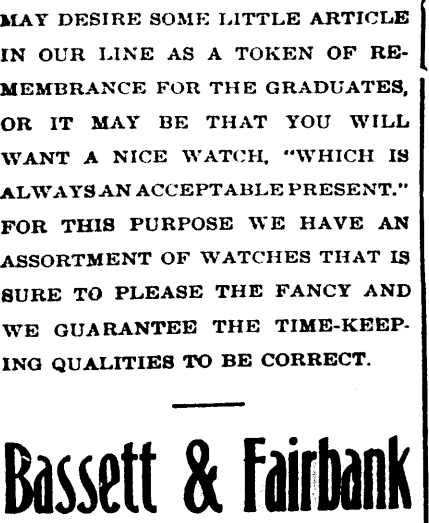 MAY DESIRE SOME LITTLE ARTICLE
IN OUR LINE AS A TOKEN OF RE-
MEMBRANCE FOR THE GRADUATES,
OR IT MAY BE THAT YOU WILL
WANT A NICE WATCH, "WHICH IS
ALWAYS AN ACCEPTABLE PRESENT."
FOR THIS PURPOSE WE HAVE AN
ASSORTMENT OF WATCHES THAT IS
SURE TO PLEASE THE FANCY AND
WE GUARANTEE THE TIME-KEEP-
ING QUALITIES TO BE CORRECT.
Bassett & Fairbank